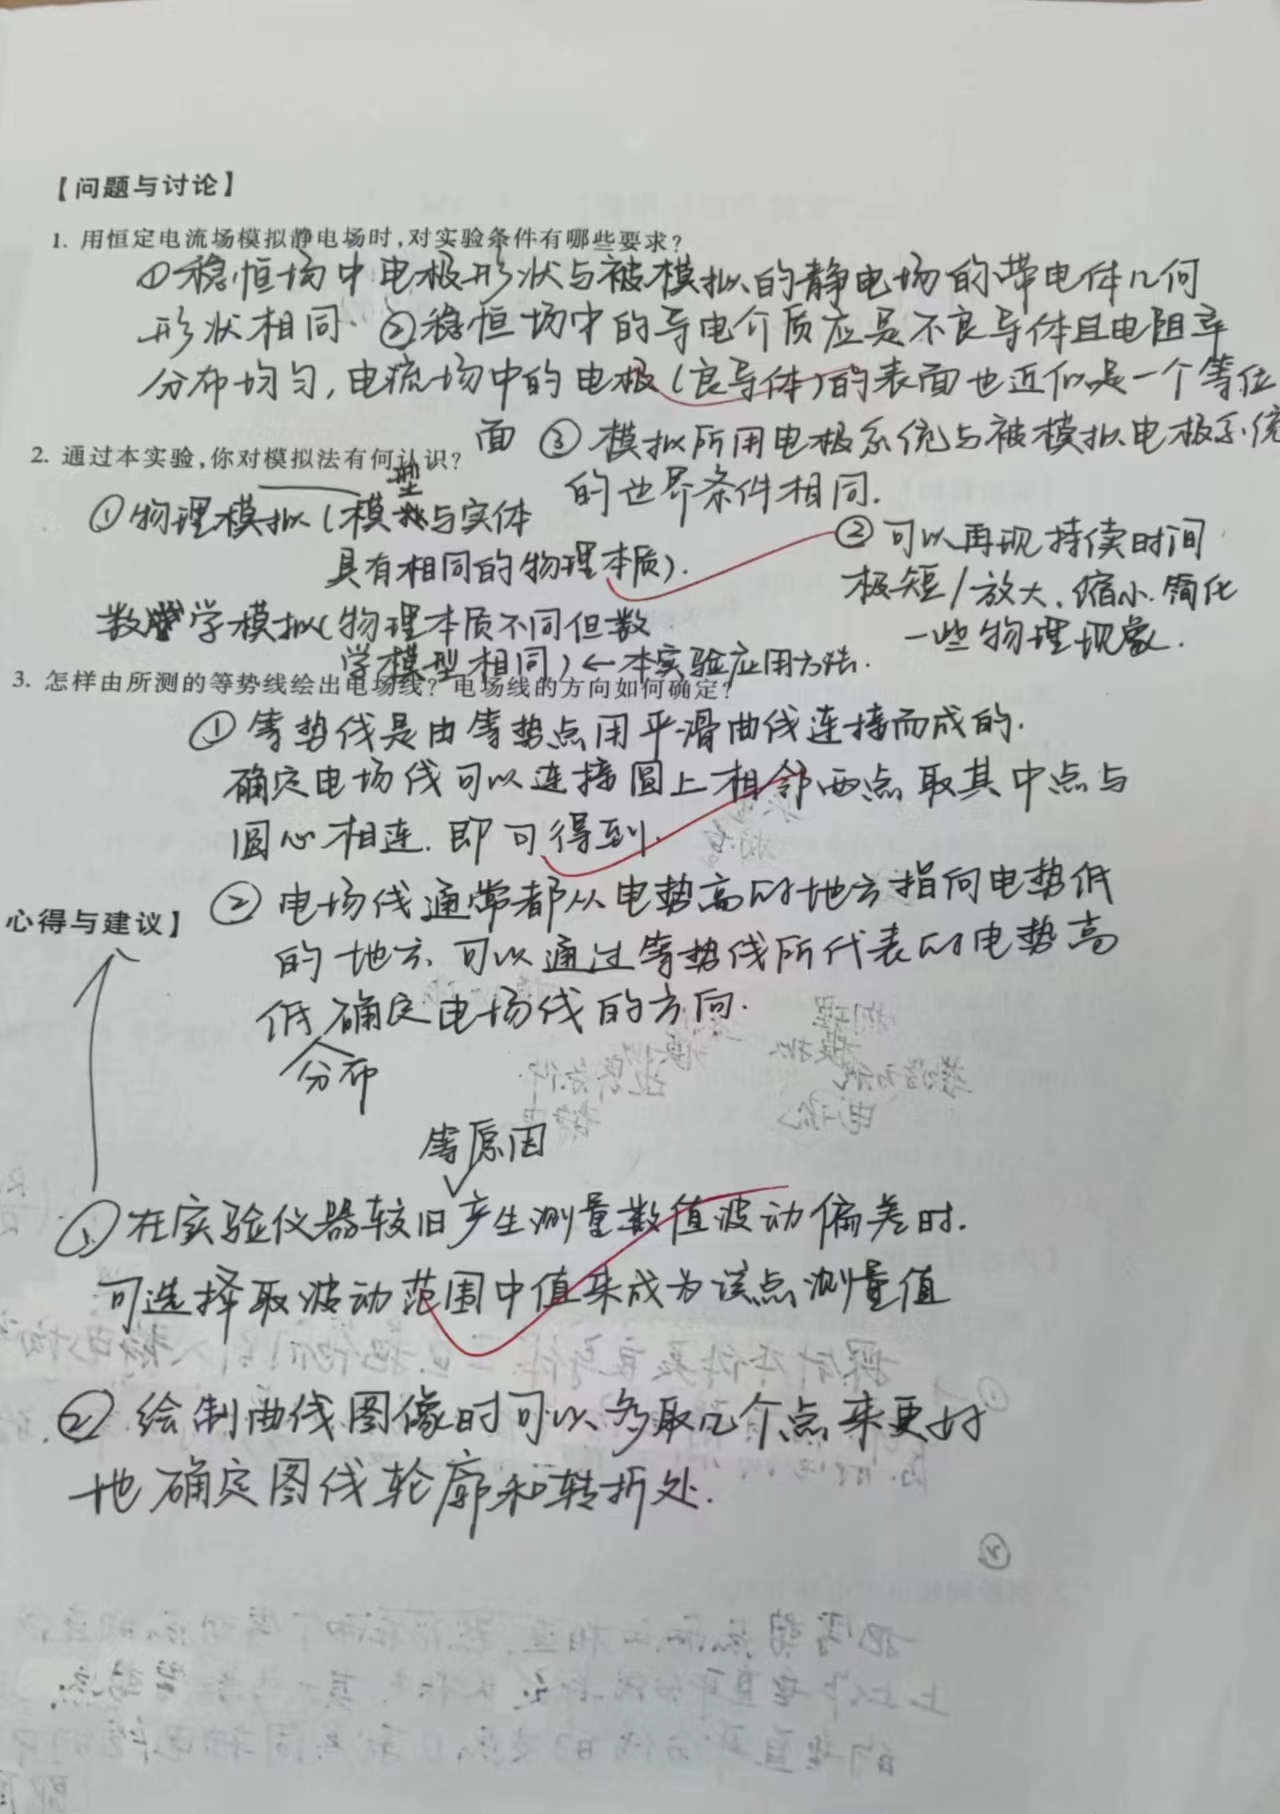 【问题与讨论】
1. 用恒定电流场模拟静电场时,对实验条件有哪些要求?
①稳恒场中电极形状与被模拟的静电场的带电体几何
形状相同. ②稳恒场中的导电介质应是不良导体且电阻率
分布均匀,电流场中的电极(良导体)的表面也近似是一个等位
面 ③模拟所用电极系统与被模拟电极系统
的世界条件相同.
2. 通过本实验,你对模拟法有何认识?
①物理模拟(模型与实体
具有相同的物理本质).
数学模拟(物理本质不同但数
学模型相同)←本实验应用方法.
②可以再现持续时间
极短/放大、缩小.简化
一些物理现象.
3. 怎样由所测的等势线绘出电场线? 电场线的方向如何确定?
①等势线是由等势点用平滑曲线连接而成的.
确定电场线可以连接圆上相邻两点取其中点与
圆心相连.即可得到.
②电场线通常都从电势高的地方指向电势低
的地方、可以通过等势线所代表的电势高
低分布确定电场线的方向.
心得与建议】
①在实验仪器较旧等原因产生测量数值波动偏差时.
可选择取波动范围中值来成为该点测量值
②绘制曲线图像时可以多取几个点来更好
地确定图线轮廓和转折处.